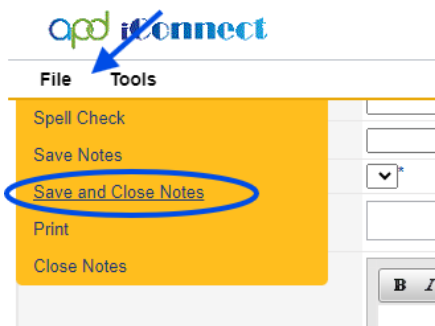 apd iConnect
File Tools
Spell Check
Save Notes
Save and Close Notes
Print
Close Notes
*
B I